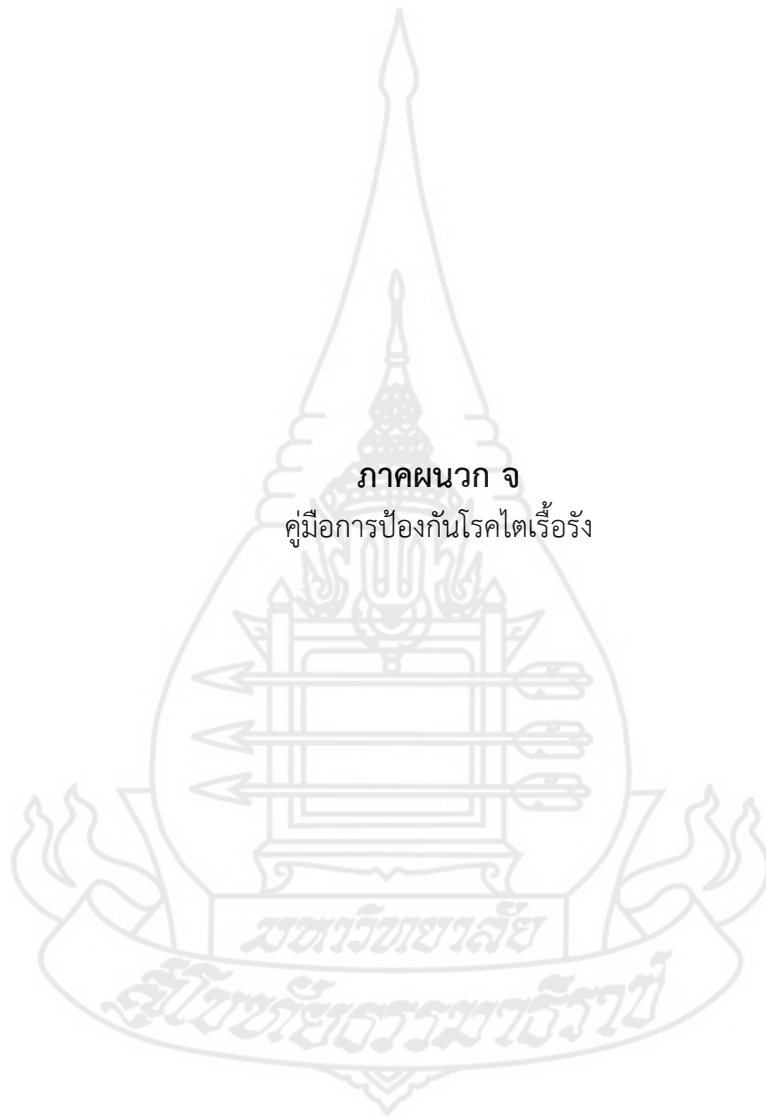 ภาคผนวก จ
คู่มือการป้องกันโรคไตเรื้อรัง
มหาวิทยาลัย
สุโขทัยธรรมาธิราช